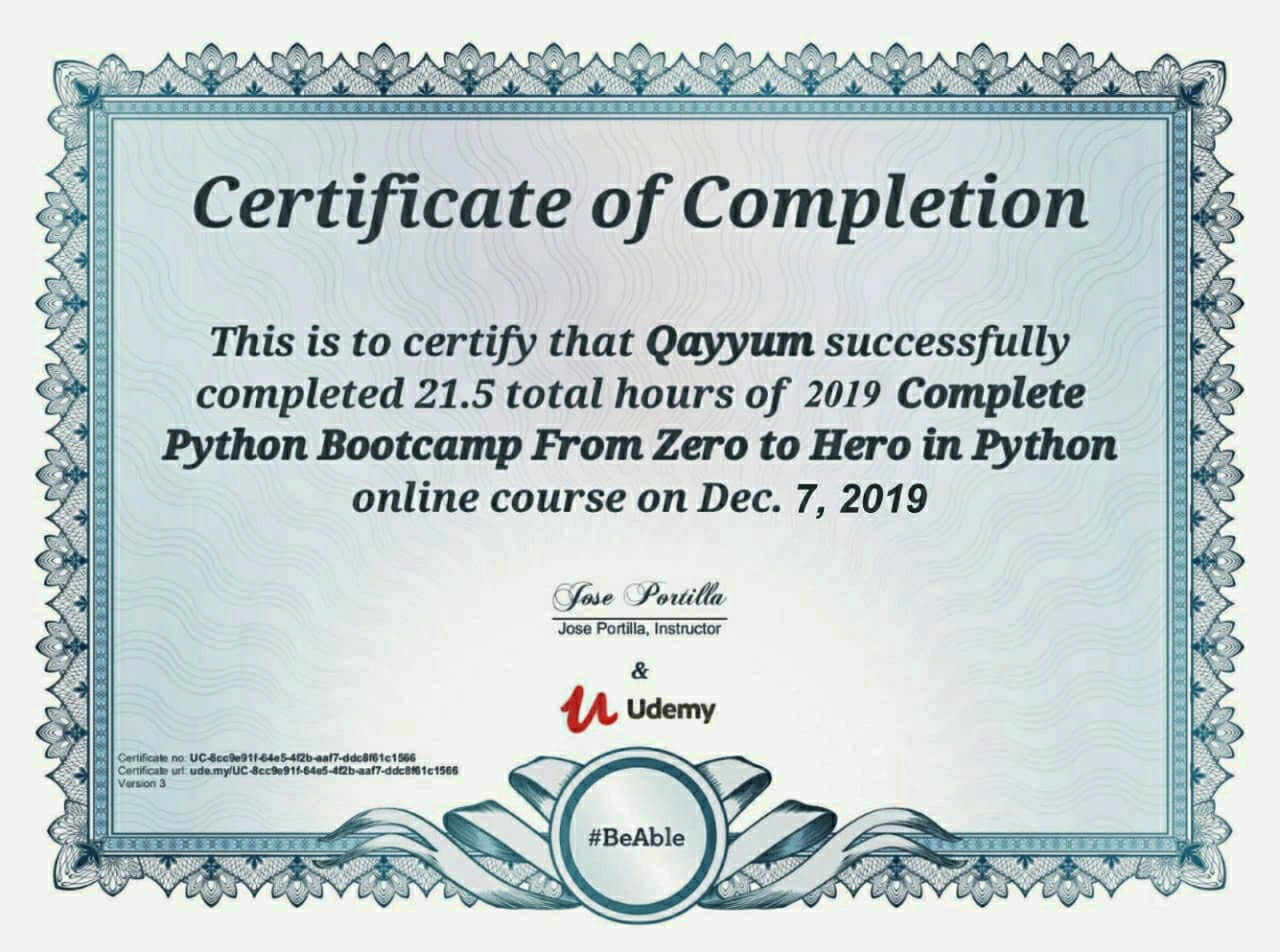 Certificate of Completion
This is to certify that Qayyum successfully
completed 21.5 total hours of 2019 Complete
Python Bootcamp From Zero to Hero in Python
online course on Dec. 7, 2019
Jose Portilla
Jose Portilla, Instructor
&
Udemy
Certificate no: UC-8cc9e91f-64e5-4f2b-aaf7-ddc8f61c1566
Certificate url: ude.my/UC-8cc9e91f-64e5-4f2b-aaf7-ddc8f61c1566
Version 3
#BeAble